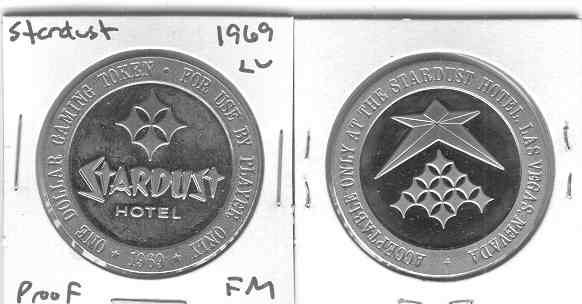 Stardust
1969
LV
ONE DOLLAR GAMING TOKEN · FOR USE BY PLAYER ONLY
STARDUST
HOTEL
★ 1969 ★
Proof
FM
ACCEPTABLE ONLY AT THE STARDUST HOTEL, LAS VEGAS, NEVADA